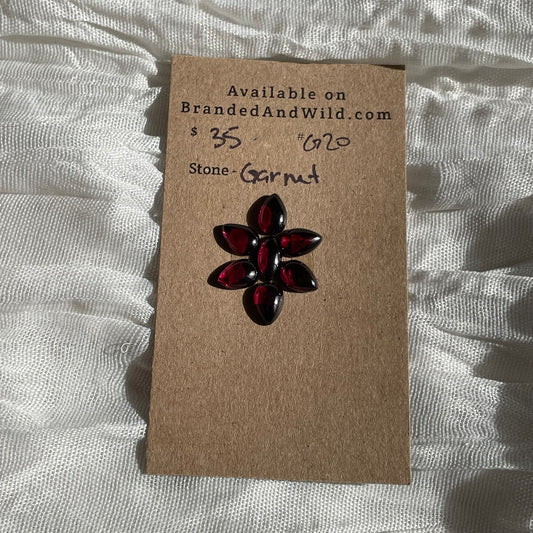 Available on
BrandedAndWild.com
$ 35 #G20
Stone - Garnet